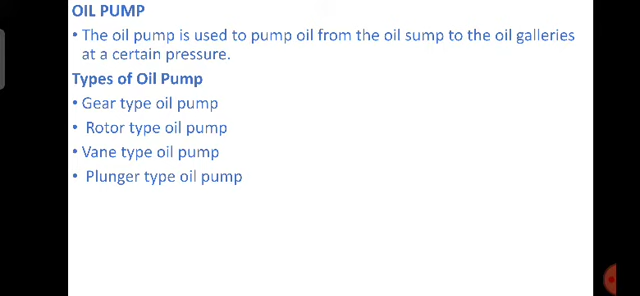 OIL PUMP
• The oil pump is used to pump oil from the oil sump to the oil galleries
at a certain pressure.
Types of Oil Pump
• Gear type oil pump
• Rotor type oil pump
• Vane type oil pump
• Plunger type oil pump